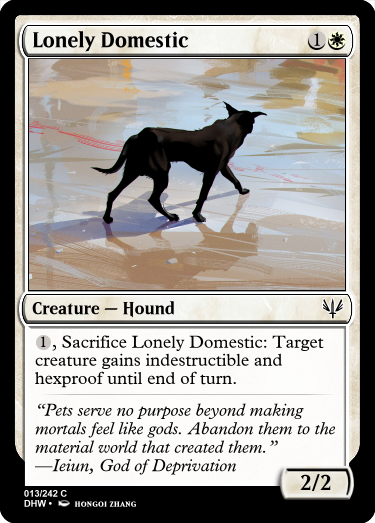 Lonely Domestic 1
Creature — Hound
1, Sacrifice Lonely Domestic: Target
creature gains indestructible and
hexproof until end of turn.
“Pets serve no purpose beyond making
mortals feel like gods. Abandon them to the
material world that created them.”
—Ieiun, God of Deprivation
2/2
013/242 C
DHW • HONGQI ZHANG